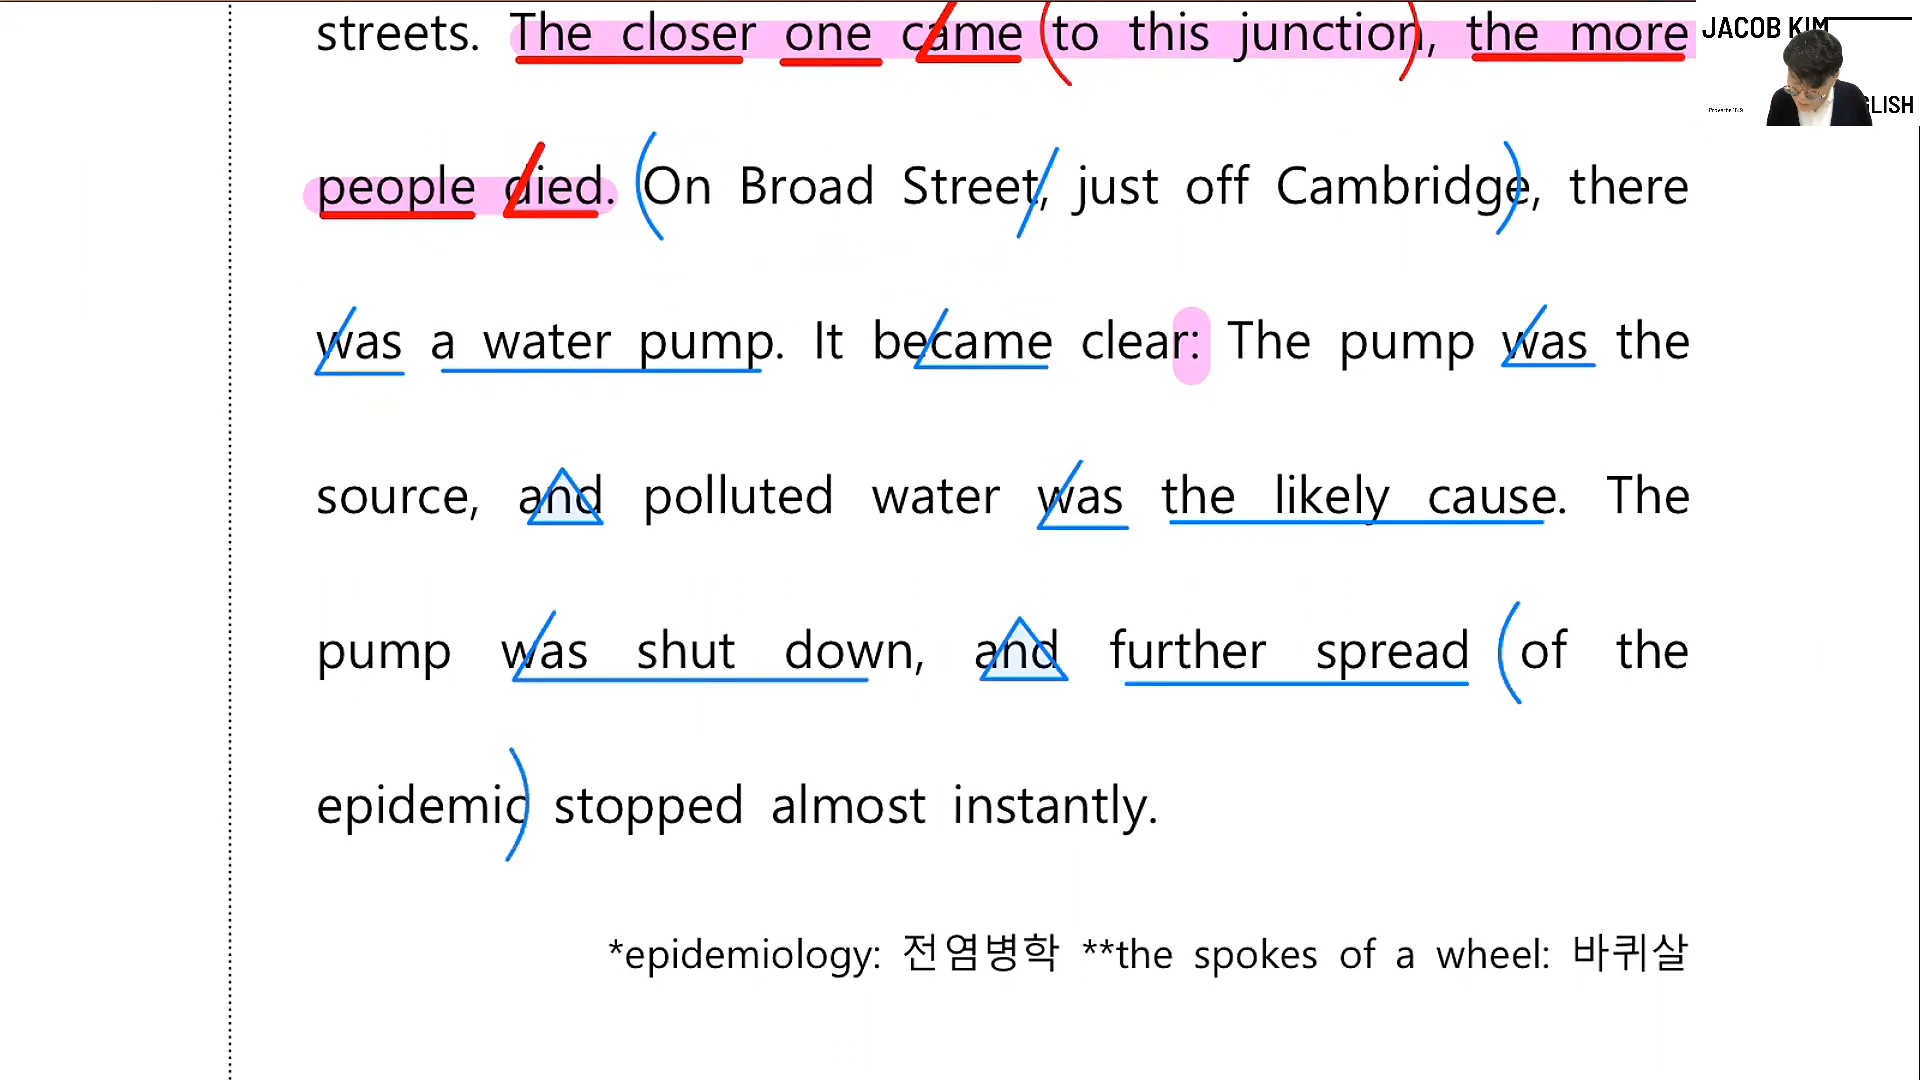 streets. The closer one came to this junction, the more
people died. On Broad Street, just off Cambridge, there
was a water pump. It became clear: The pump was the
source, and polluted water was the likely cause. The
pump was shut down, and further spread of the
epidemic stopped almost instantly.
*epidemiology: 전염병학 **the spokes of a wheel: 바퀴살
JACOB KIM
GLISH